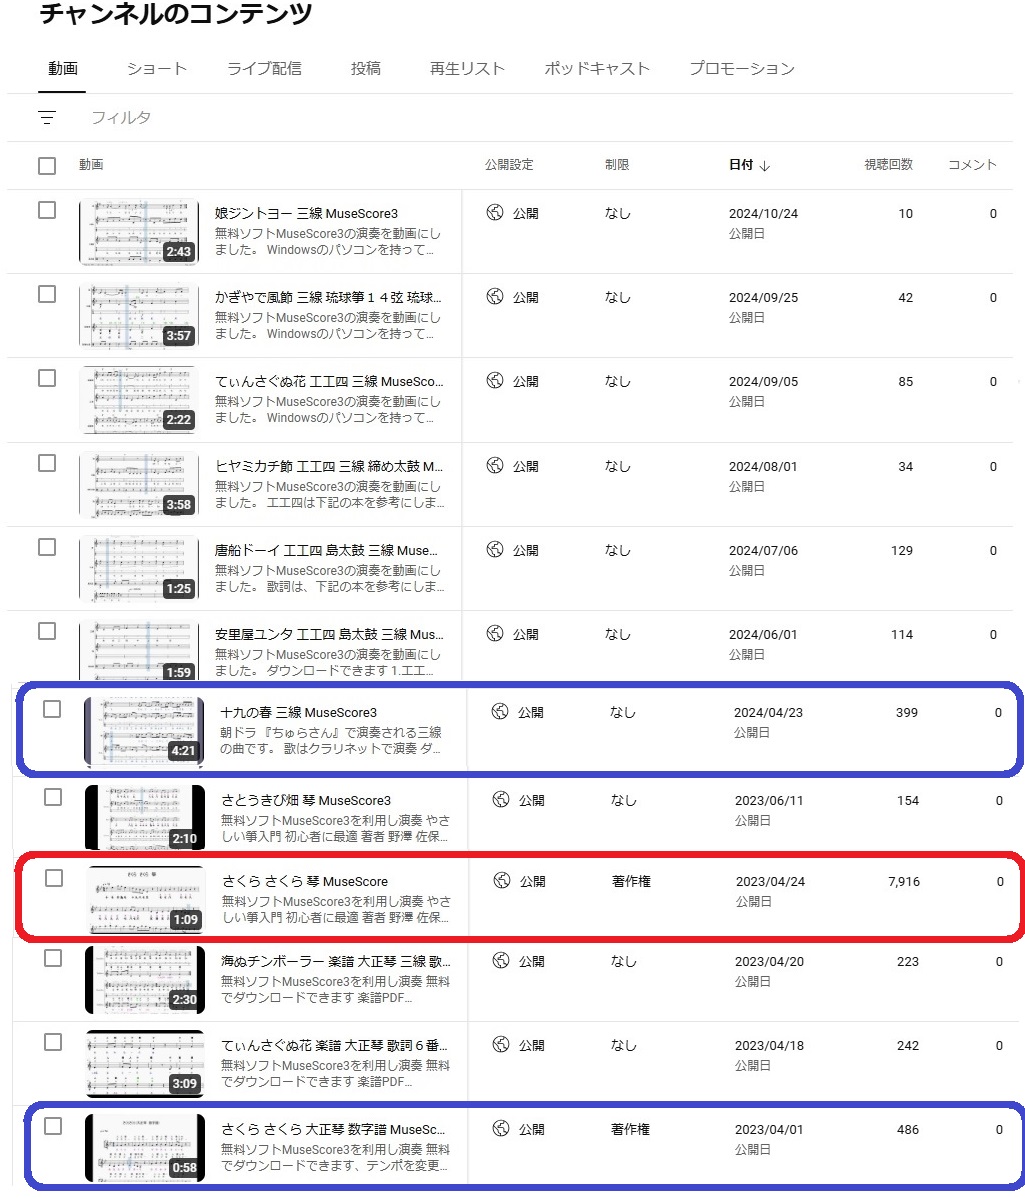 チャンネルのコンテンツ
動画 ショート ライブ配信 投稿 再生リスト ポッドキャスト プロモーション
フィルタ
動画 公開設定 制限 日付 ↓ 視聴回数 コメント
娘ジントヨー 三線 MuseScore3 公開 なし 2024/10/24 10 0
無料ソフトMuseScore3の演奏を動画にし 公開日
ました。 Windowsのパソコンを持って...
2:43
かぎやで風節 三線 琉球箏１４弦 琉球... 公開 なし 2024/09/25 42 0
無料ソフトMuseScore3の演奏を動画にし 公開日
ました。 Windowsのパソコンを持って...
3:57
てぃんさぐぬ花 工工四 三線 MuseSco... 公開 なし 2024/09/05 85 0
無料ソフトMuseScore3の演奏を動画にし 公開日
ました。 Windowsのパソコンを持って...
2:22
ヒヤミカチ節 工工四 三線 締め太鼓 M... 公開 なし 2024/08/01 34 0
無料ソフトMuseScore3の演奏を動画にし 公開日
ました。 工工四は下記の本を参考にしま...
3:58
唐船ドーイ 工工四 島太鼓 三線 Muse... 公開 なし 2024/07/06 129 0
無料ソフトMuseScore3の演奏を動画にし 公開日
ました。 歌詞は、下記の本を参考にしま...
1:25
安里屋ユンタ 工工四 島太鼓 三線 Mus... 公開 なし 2024/06/01 114 0
無料ソフトMuseScore3の演奏を動画にし 公開日
ました。 ダウンロードできます 1.工工...
1:59
十九の春 三線 MuseScore3 公開 なし 2024/04/23 399 0
朝ドラ 『ちゅらさん』で演奏される三線 公開日
の曲です。 歌はクラリネットで演奏 ダ...
4:21
さとうきび畑 琴 MuseScore3 公開 なし 2023/06/11 154 0
無料ソフトMuseScore3を利用し演奏 やさ 公開日
しい箏入門 初心者に最適 著者 野澤 佐保...
2:10
さくら さくら 琴 MuseScore 公開 著作権 2023/04/24 7,916 0
無料ソフトMuseScore3を利用し演奏 やさ 公開日
しい箏入門 初心者に最適 著者 野澤 佐保...
1:09
海ぬチンボーラー 楽譜 大正琴 三線 歌... 公開 なし 2023/04/20 223 0
無料ソフトMuseScore3を利用し演奏 無料 公開日
でダウンロードできます 楽譜PDF...
2:30
てぃんさぐぬ花 楽譜 大正琴 歌詞６番... 公開 なし 2023/04/18 242 0
無料ソフトMuseScore3を利用し演奏 無料 公開日
でダウンロードできます 楽譜PDF...
3:09
さくら さくら 大正琴 数字譜 MuseSc... 公開 著作権 2023/04/01 486 0
無料ソフトMuseScore3を利用し演奏 無料 公開日
でダウンロードできます、テンポを変更...
0:58